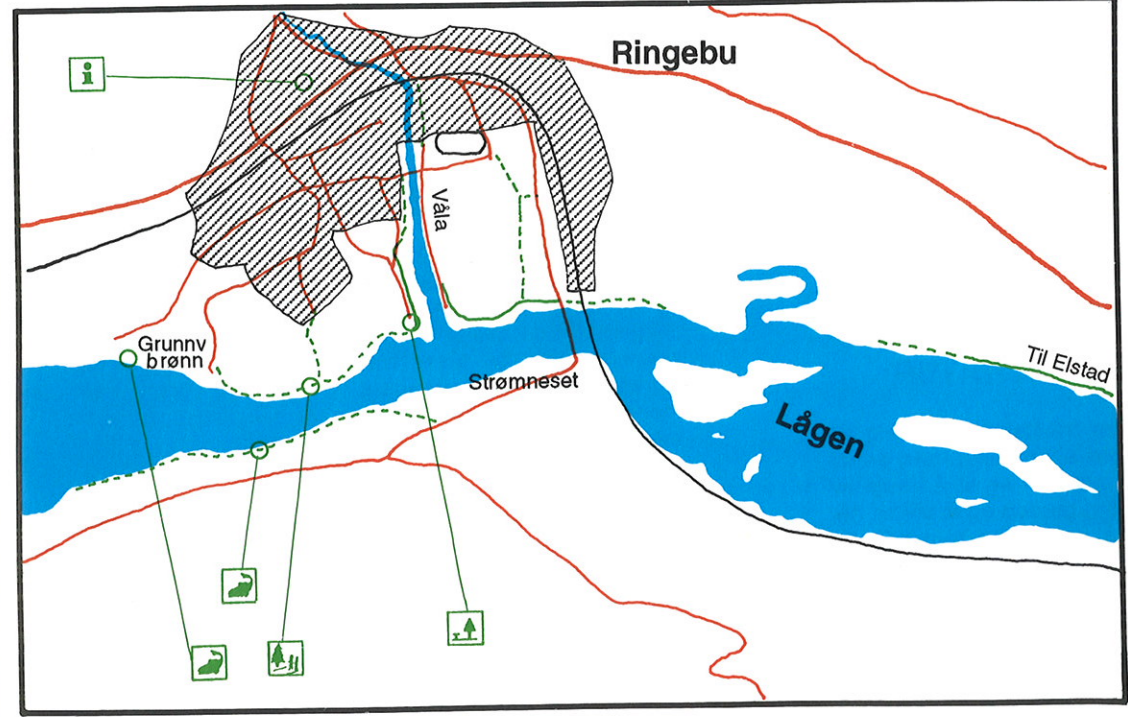 Ringebu
i
Våla
Grunnv
brønn
Strømneset
Til Elstad
Lågen